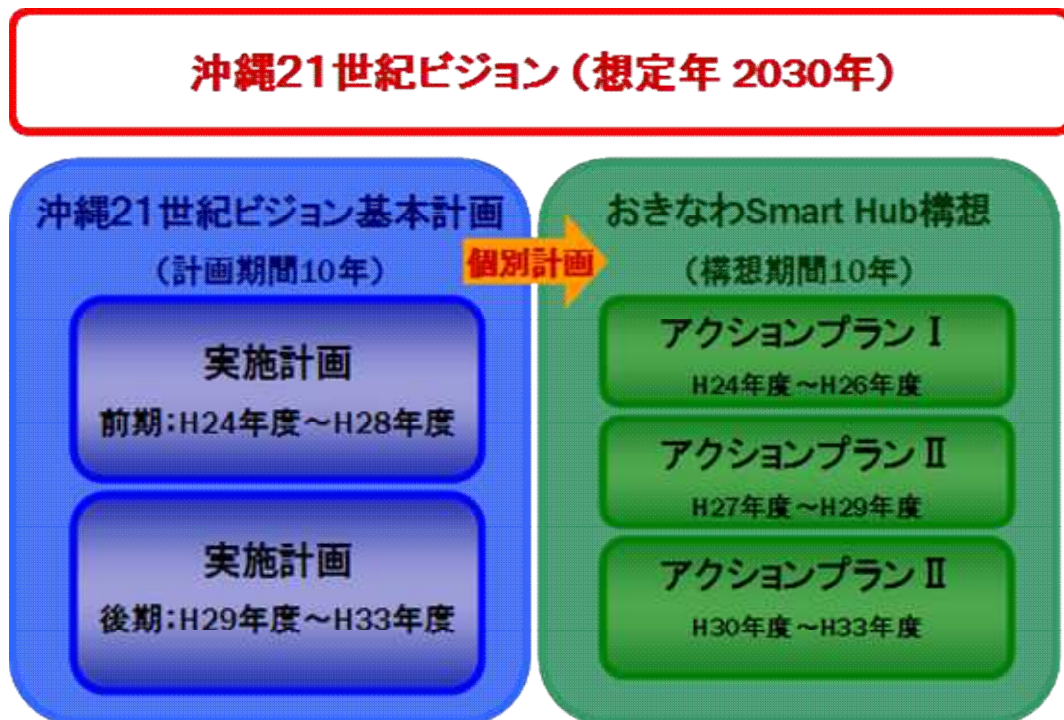 沖縄21世紀ビジョン（想定年 2030年）
沖縄21世紀ビジョン基本計画
（計画期間10年）
実施計画
前期：H24年度～H28年度
実施計画
後期：H29年度～H33年度
個別計画
おきなわSmart Hub構想
（構想期間10年）
アクションプランⅠ
H24年度～H26年度
アクションプランⅡ
H27年度～H29年度
アクションプランⅡ
H30年度～H33年度